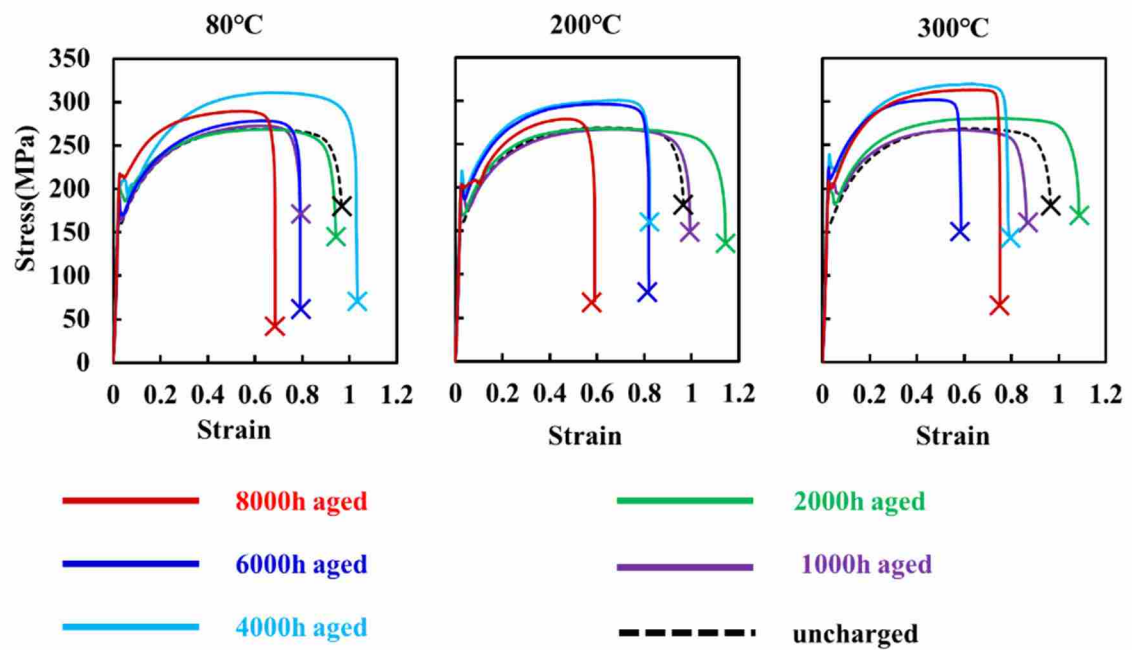 80°C
200°C
300°C
Stress(MPa)
350
300
250
200
150
100
50
0
0 0.2 0.4 0.6 0.8 1 1.2
0 0.2 0.4 0.6 0.8 1 1.2
0 0.2 0.4 0.6 0.8 1 1.2
Strain
Strain
Strain
8000h aged
2000h aged
6000h aged
1000h aged
4000h aged
uncharged